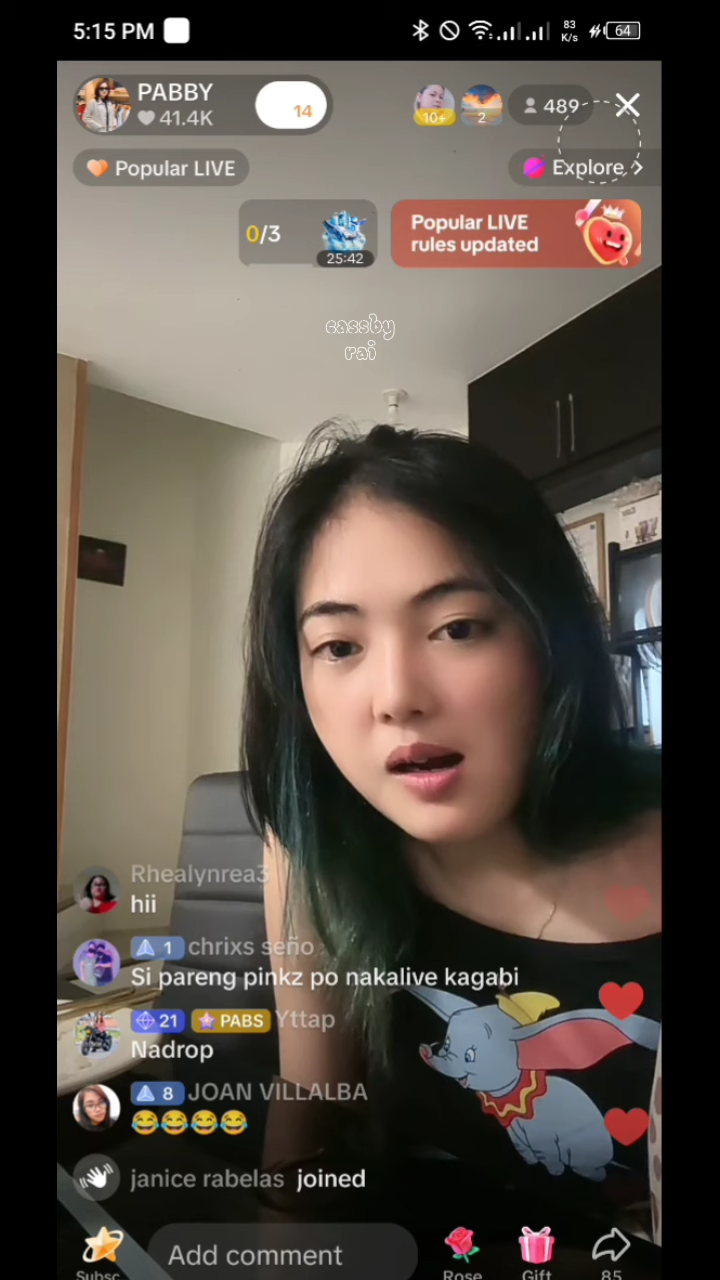 5:15 PM
83
K/s
64
PABBY
41.4K
14
10+
2
489
Popular LIVE
Explore
0/3
25:42
Popular LIVE
rules updated
cassby
rai
Rhealynrea3
hii
1 chrixs seño
Si pareng pinkz po nakalive kagabi
21 PABS Yttap
Nadrop
8 JOAN VILLALBA
janice rabelas joined
Add comment
Subsc
Rose
Gift
85